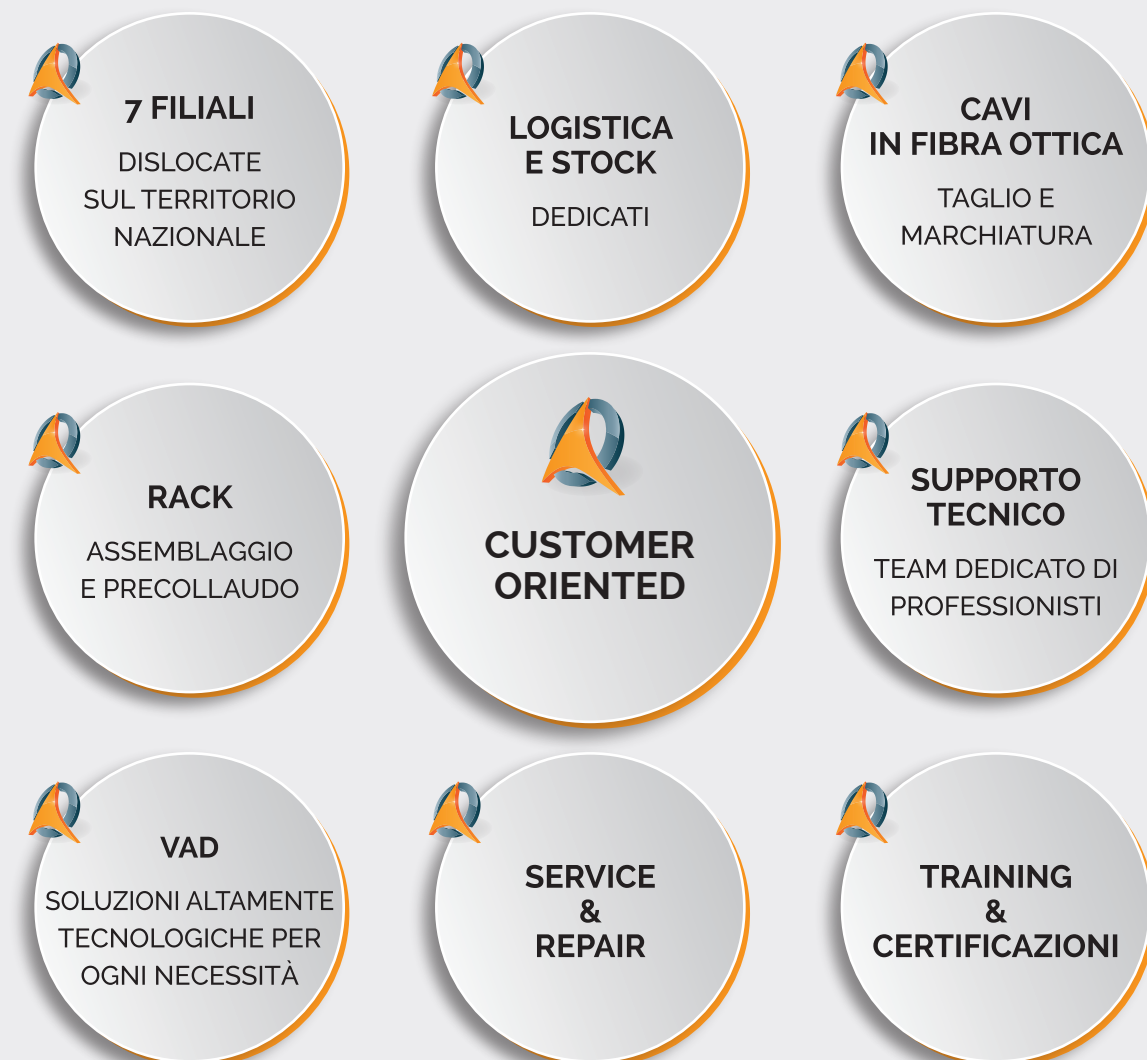 7 FILIALI
DISLOCATE
SUL TERRITORIO
NAZIONALE
LOGISTICA
E STOCK
DEDICATI
CAVI
IN FIBRA OTTICA
TAGLIO E
MARCHIATURA
RACK
ASSEMBLAGGIO
E PRECOLLAUDO
CUSTOMER
ORIENTED
SUPPORTO
TECNICO
TEAM DEDICATO DI
PROFESSIONISTI
VAD
SOLUZIONI ALTAMENTE
TECNOLOGICHE PER
OGNI NECESSITÀ
SERVICE
&
REPAIR
TRAINING
&
CERTIFICAZIONI